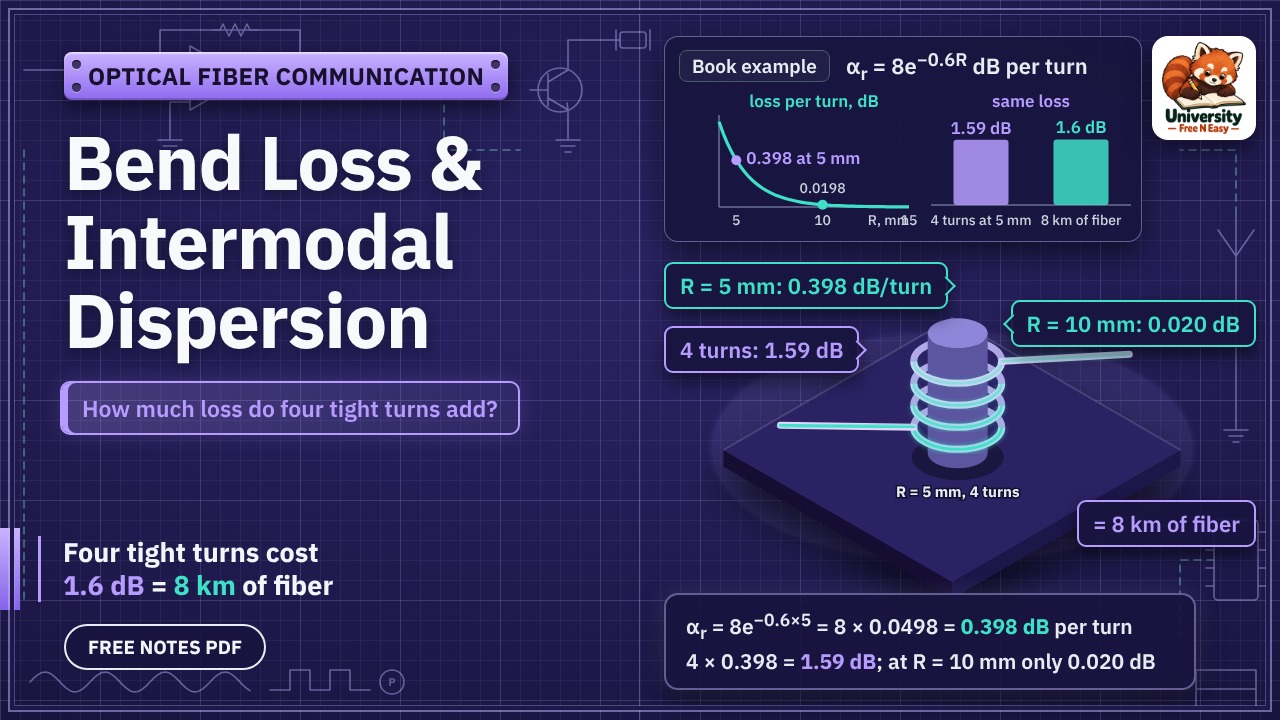 OPTICAL FIBER COMMUNICATION
Bend Loss &
Intermodal
Dispersion
How much loss do four tight turns add?
Four tight turns cost
1.6 dB = 8 km of fiber
FREE NOTES PDF
P
Book example
αr = 8e−0.6R dB per turn
loss per turn, dB
0.398 at 5 mm
0.0198
5
10
R, mm
15
same loss
1.59 dB
1.6 dB
4 turns at 5 mm
8 km of fiber
University
Free N Easy
R = 5 mm: 0.398 dB/turn
R = 10 mm: 0.020 dB
4 turns: 1.59 dB
R = 5 mm, 4 turns
= 8 km of fiber
αr = 8e−0.6×5 = 8 × 0.0498 = 0.398 dB per turn
4 × 0.398 = 1.59 dB; at R = 10 mm only 0.020 dB